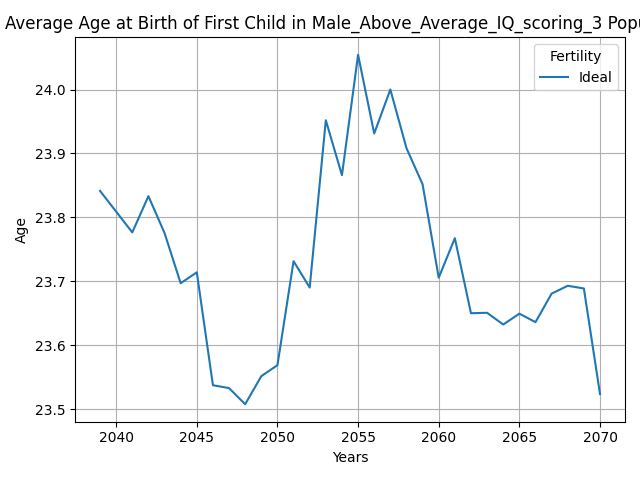 Average Age at Birth of First Child in Male_Above_Average_IQ_scoring_3
Fertility
Ideal
24.0
23.9
23.8
23.7
23.6
23.5
Age
2040 2045 2050 2055 2060 2065 2070
Years